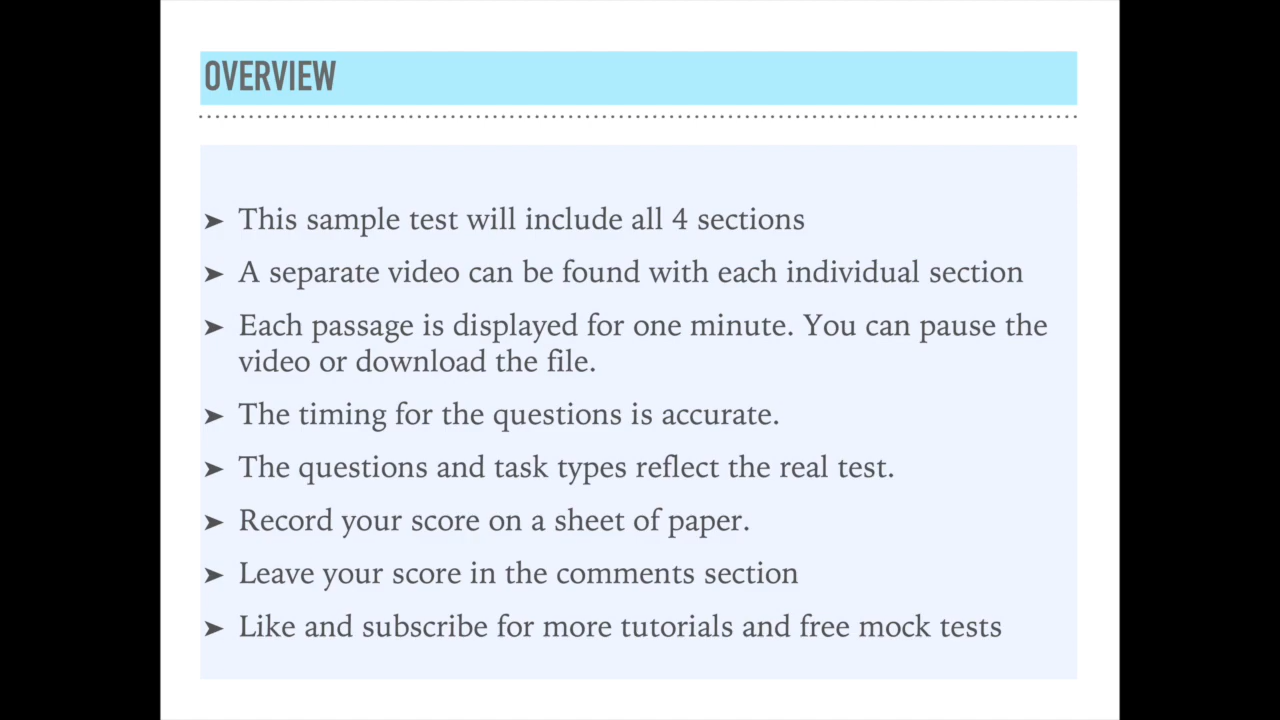 OVERVIEW
➤ This sample test will include all 4 sections
➤ A separate video can be found with each individual section
➤ Each passage is displayed for one minute. You can pause the
video or download the file.
➤ The timing for the questions is accurate.
➤ The questions and task types reflect the real test.
➤ Record your score on a sheet of paper.
➤ Leave your score in the comments section
➤ Like and subscribe for more tutorials and free mock tests